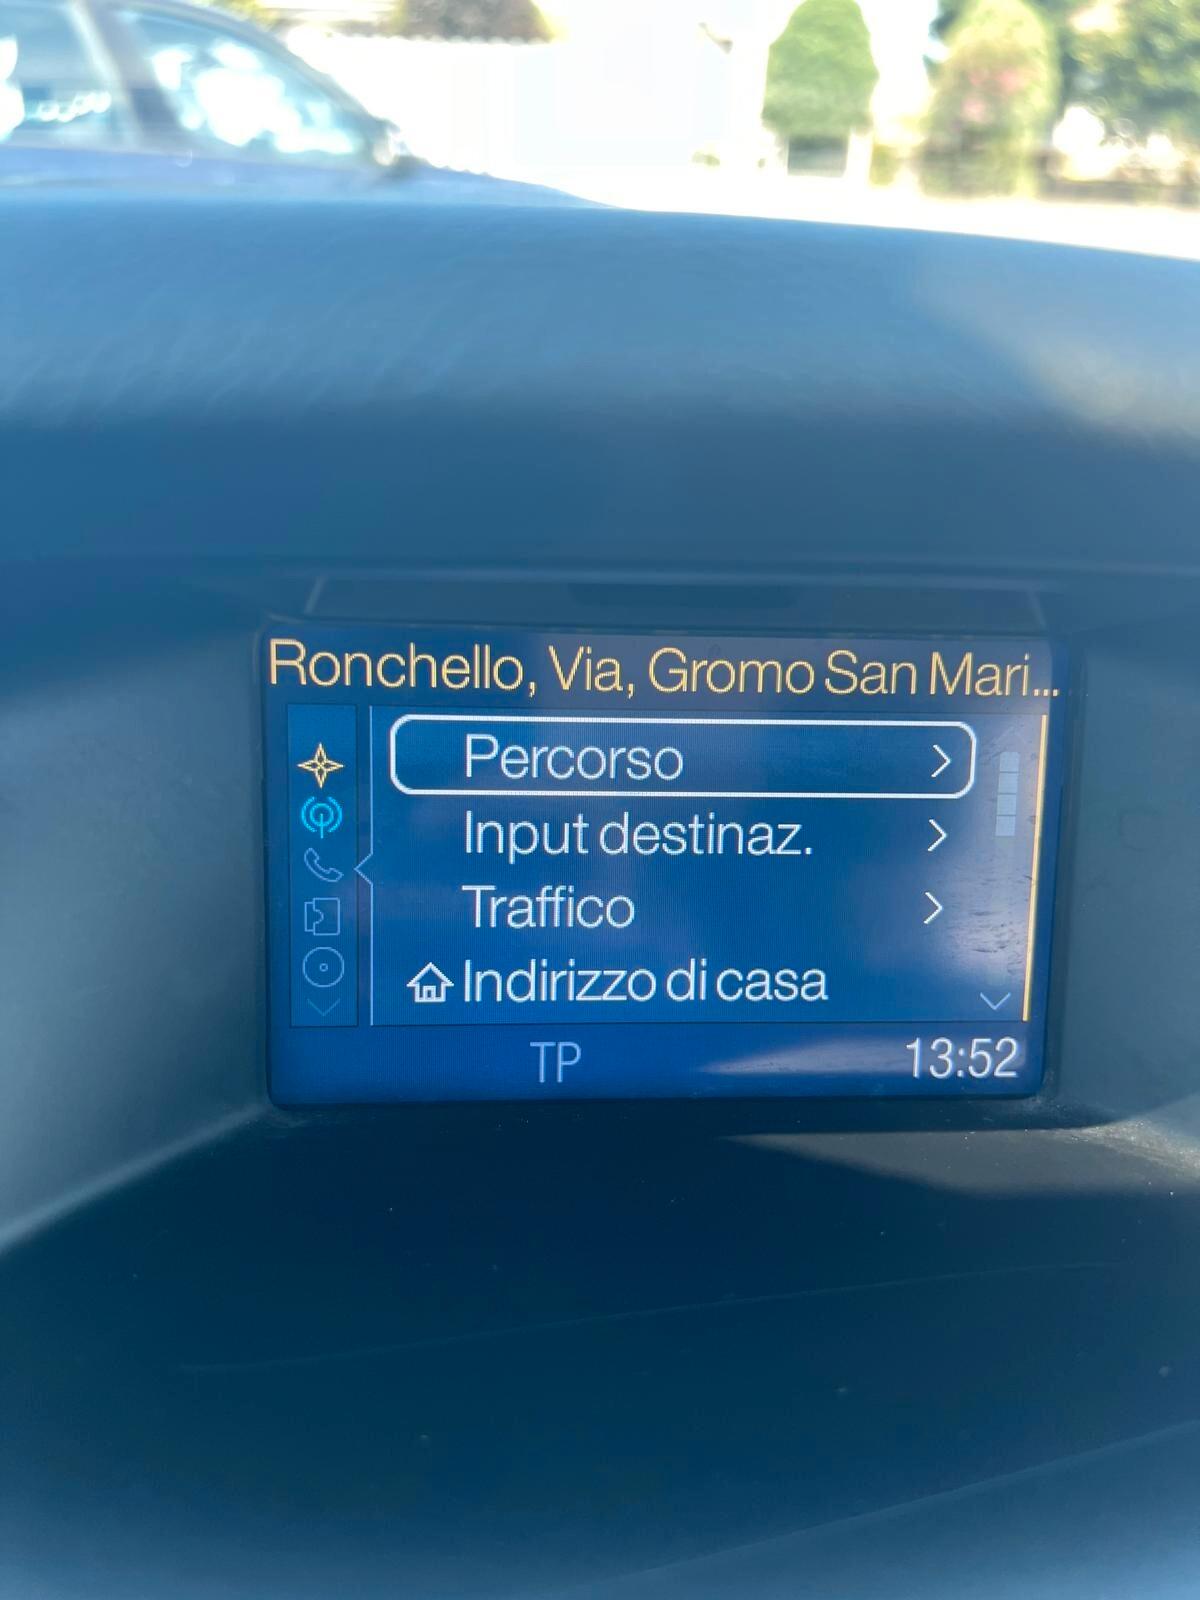 Ronchello, Via, Gromo San Mari...
Percorso
Input destinaz.
Traffico
Indirizzo di casa
TP
13:52